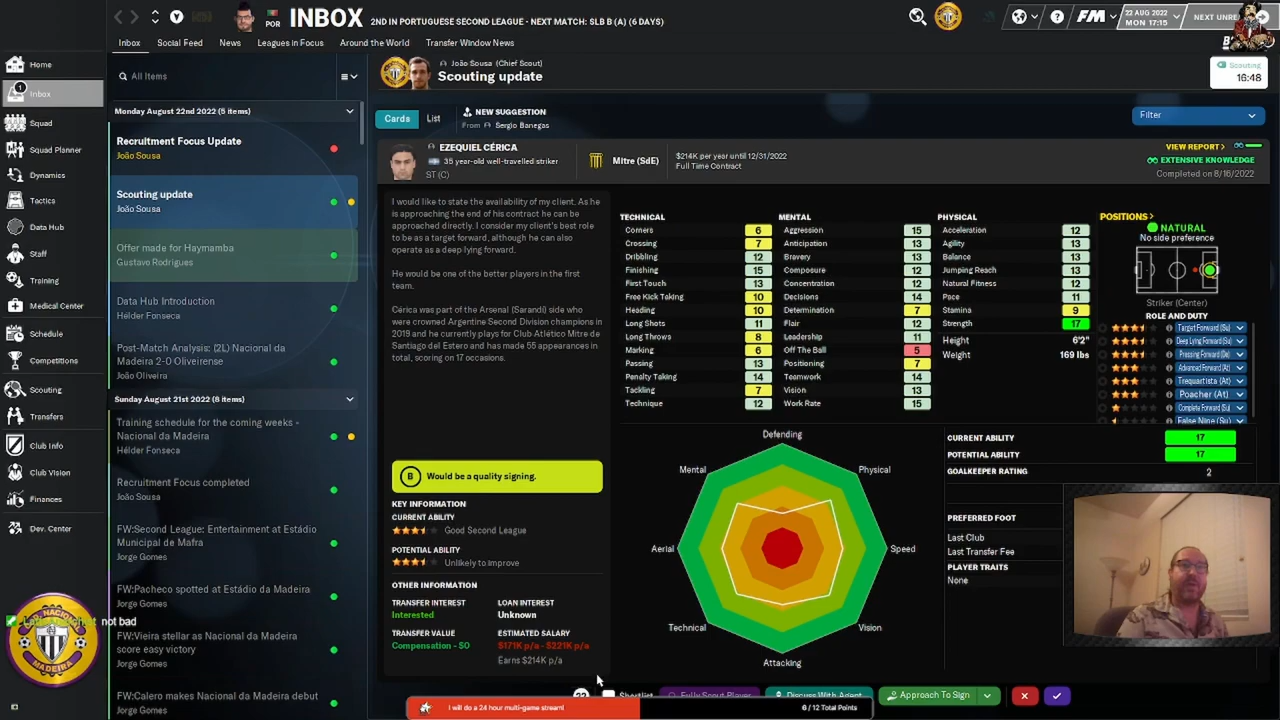 POR
INBOX
2ND IN PORTUGUESE SECOND LEAGUE - NEXT MATCH: SLB B (A) (6 DAYS)
FM
22 AUG 2022
MON 17:15
Inbox
Social Feed
News
Leagues in Focus
Around the World
Transfer Window News
Home
Inbox
1
Squad
Squad Planner
Dynamics
Tactics
Data Hub
Staff
Training
Medical Center
Schedule
Competitions
Scouting
Transfers
Club Info
Club Vision
Finances
Dev. Center
not bad
All Items
Monday August 22nd 2022 (5 items)
Recruitment Focus Update
João Sousa
Scouting update
João Sousa
Offer made for Haymamba
Gustavo Rodrigues
Data Hub Introduction
Hélder Fonseca
Post-Match Analysis: (2L) Nacional da
Madeira 2-0 Oliveirense
João Oliveira
Sunday August 21st 2022 (8 items)
Training schedule for the coming weeks -
Nacional da Madeira
Hélder Fonseca
Recruitment Focus completed
João Sousa
FW:Second League: Entertainment at Estádio
Municipal de Mafra
Jorge Gomes
FW:Pacheco spotted at Estádio da Madeira
Jorge Gomes
FW:Vieira stellar as Nacional da Madeira
score easy victory
Jorge Gomes
FW:Calero makes Nacional da Madeira debut
Jorge Gomes
João Sousa (Chief Scout)
Scouting update
Scouting
16:48
Cards
List
NEW SUGGESTION
From
Sergio Banegas
Filter
EZEQUIEL CÉRICA
35 year-old well-travelled striker
ST (C)
Mitre (SdE)
$214K per year until 12/31/2022
Full Time Contract
VIEW REPORT >
EXTENSIVE KNOWLEDGE
Completed on 8/16/2022
I would like to state the availability of my client. As he
is approaching the end of his contract he can be
approached directly. I consider my client's best role
to be as a target forward, although he can also
operate as deep lying forward.
He would be one of the better players in the first
team.
Cérica was part of the Arsenal (Sarandí) side who
were crowned Argentine Second Division champions in
2019 and the currently plays for Club Atlético Mitre de
Santiago del Estero and has made 55 appearances in
total, scoring on 17 occasions.
B
Would be a quality signing.
KEY INFORMATION
CURRENT ABILITY
Good Second League
POTENTIAL ABILITY
Unlikely to improve
OTHER INFORMATION
TRANSFER INTEREST
Interested
LOAN INTEREST
Unknown
TRANSFER VALUE
Compensation - $0
ESTIMATED SALARY
$171K p/a - $221K p/a
Earns $214K p/a
TECHNICAL
Corners 6
Crossing 7
Dribbling 12
Finishing 15
First Touch 13
Free Kick Taking 10
Heading 10
Long Shots 11
Long Throws 8
Marking 6
Passing 13
Penalty Taking 14
Tackling 7
Technique 12
MENTAL
Aggression 15
Anticipation 13
Bravery 13
Composure 12
Concentration 12
Decisions 14
Determination 7
Flair 12
Leadership 11
Off The Ball 5
Positioning 7
Teamwork 14
Vision 13
Work Rate 15
PHYSICAL
Acceleration 12
Agility 13
Balance 13
Jumping Reach 13
Natural Fitness 12
Pace 11
Stamina 9
Strength 17
Height 6'2"
Weight 169 lbs
POSITIONS >
NATURAL
No side preference
Striker (Center)
ROLE AND DUTY
Target Forward (Su)
Deep Lying Forward (Su)
Pressing Forward (De)
Advanced Forward (At)
Trequartista (At)
Poacher (At)
Complete Forward (Su)
False Nine (Su)
Defending
Physical
Speed
Vision
Attacking
Technical
Aerial
Mental
CURRENT ABILITY 17
POTENTIAL ABILITY 17
GOALKEEPER RATING 2
PREFERRED FOOT
Last Club
Last Transfer Fee
PLAYER TRAITS
None
Shortlist
Fully Scout Player
Discuss With Agent
Approach To Sign
I will do a 24 hour multi-game stream!
6 / 12 Total Points